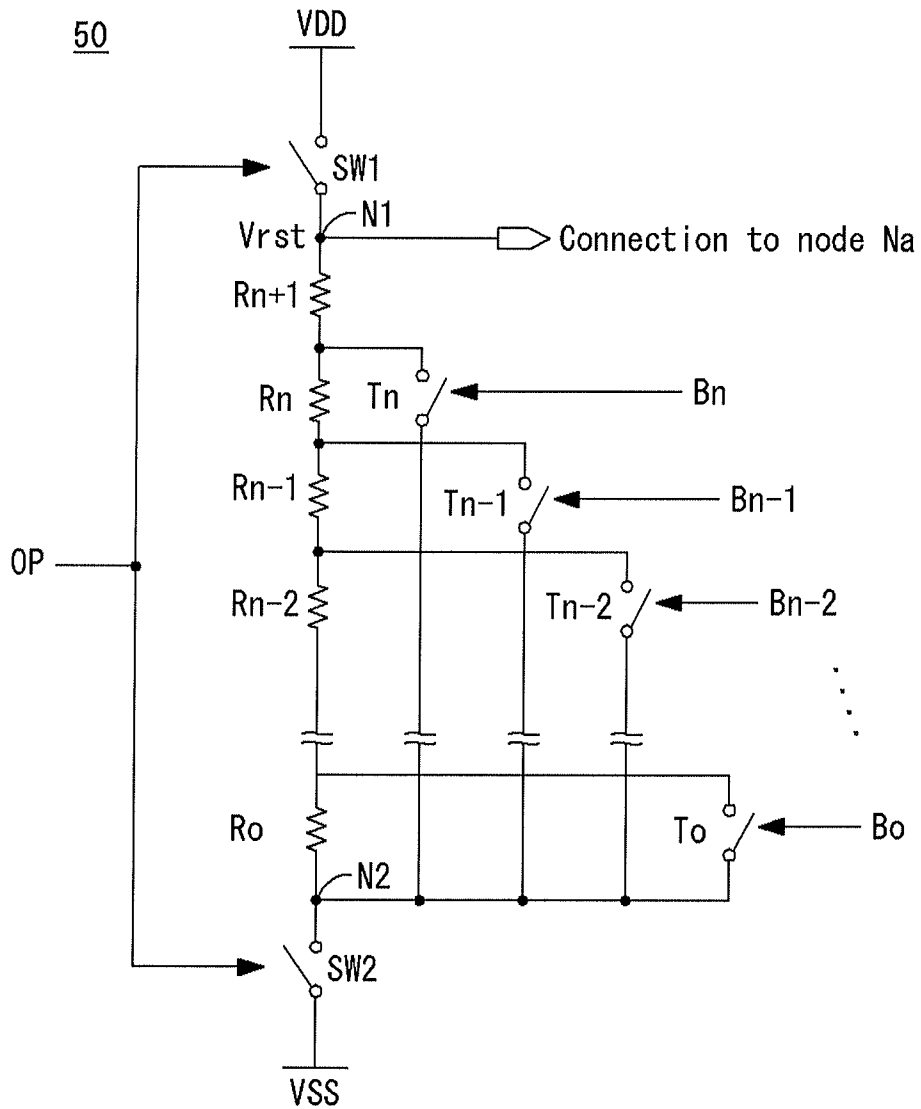 50
VDD
SW1
N1
Vrst
Connection to node Na
Rn+1
Rn
Tn
Bn
Rn-1
Tn-1
Bn-1
OP
Rn-2
Tn-2
Bn-2
Ro
To
Bo
N2
SW2
VSS